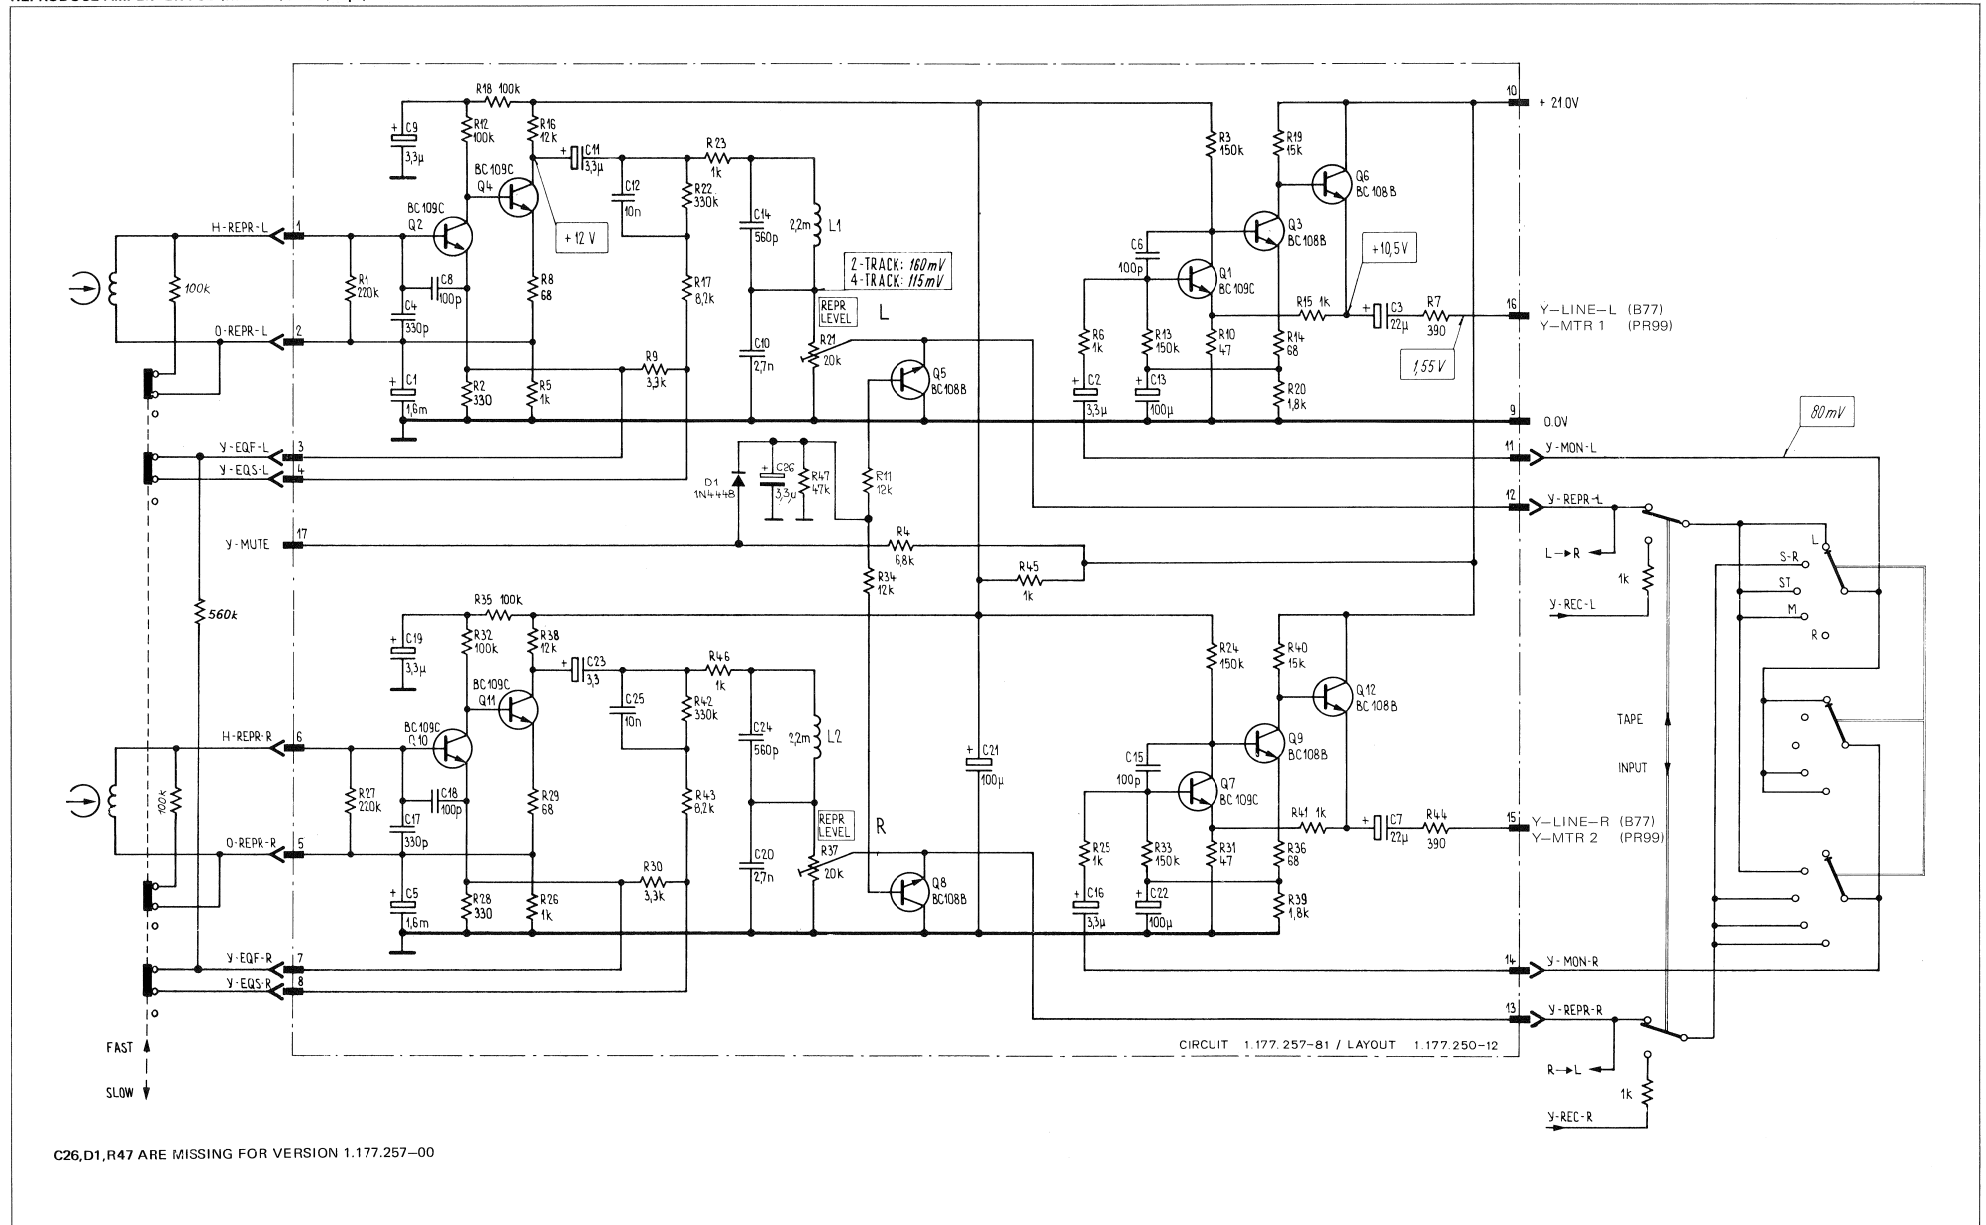 R18 100k
10
+ 21.0V
C9
3,3µ
R12
100k
R16
12k
C11
3,3µ
R23
1k
R3
150k
R19
15k
BC109C
Q4
C12
10n
R22
330k
Q6
BC108B
BC109C
Q2
C14
560p
2,2m
L1
Q3
BC108B
H-REPR-L
1
+12 V
C6
100p
+10,5V
2-TRACK: 160mV
4-TRACK: 115mV
Q1
BC109C
100k
R1
220k
C8
100p
C4
330p
R8
68
R17
8,2k
REPR
LEVEL
L
R15 1k
C3
22µ
R7
390
16
Y-LINE-L (B77)
Y-MTR 1 (PR99)
O-REPR-L
2
R21
20k
R6
1k
R13
150k
R10
47
R14
68
1,55V
R9
3,3k
C10
2,7n
Q5
BC108B
C1
1,6m
R2
330
R5
1k
C2
3,3µ
C13
100µ
R20
1,8k
9
0.0V
80mV
Y-EQF-L
3
Y-EQS-L
4
11
Y-MON-L
D1
1N4448
C26
3,3µ
R47
47k
R11
12k
12
Y-REPR-L
Y-MUTE
17
R4
6,8k
R45
1k
R34
12k
L→R
1k
Y-REC-L
L
S-R
ST
M
R
560k
R35 100k
C19
3,3µ
R32
100k
R38
12k
C23
3,3
R46
1k
R24
150k
R40
15k
BC109C
Q11
C25
10n
R42
330k
Q12
BC108B
BC109C
Q10
C24
560p
2,2m
L2
C21
100µ
Q9
BC108B
TAPE
INPUT
H-REPR-R
6
C15
100p
Q7
BC109C
100k
R27
220k
C18
100p
C17
330p
R29
68
R43
8,2k
REPR
LEVEL
R
R41 1k
C7
22µ
R44
390
15
Y-LINE-R (B77)
Y-MTR 2 (PR99)
O-REPR-R
5
R37
20k
R25
1k
R33
150k
R31
47
R36
68
R30
3,3k
C20
2,7n
Q8
BC108B
C5
1,6m
R28
330
R26
1k
C16
3,3µ
C22
100µ
R39
1,8k
Y-EQF-R
7
Y-EQS-R
8
14
Y-MON-R
13
Y-REPR-R
FAST
SLOW
CIRCUIT 1.177.257-81 / LAYOUT 1.177.250-12
R→L
1k
Y-REC-R
C26,D1,R47 ARE MISSING FOR VERSION 1.177.257–00